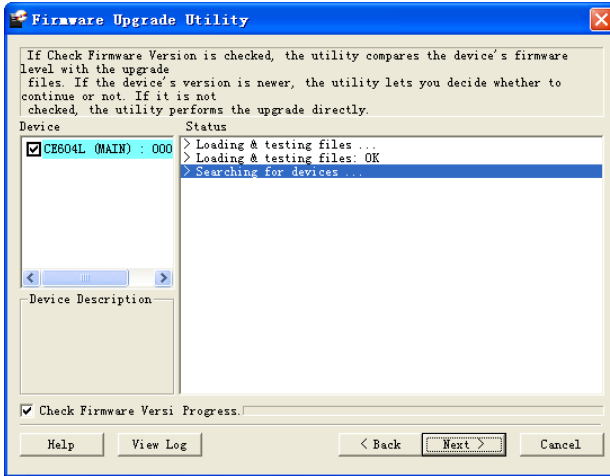 Firmware Upgrade Utility
If Check Firmware Version is checked, the utility compares the device's firmware
level with the upgrade
files. If the device's version is newer, the utility lets you decide whether to
continue or not. If it is not
checked, the utility performs the upgrade directly.
Device
Status
CE604L (MAIN) : 000
> Loading & testing files ...
> Loading & testing files: OK
> Searching for devices ...
Device Description
Check Firmware Versi Progress.
Help View Log < Back Next > Cancel